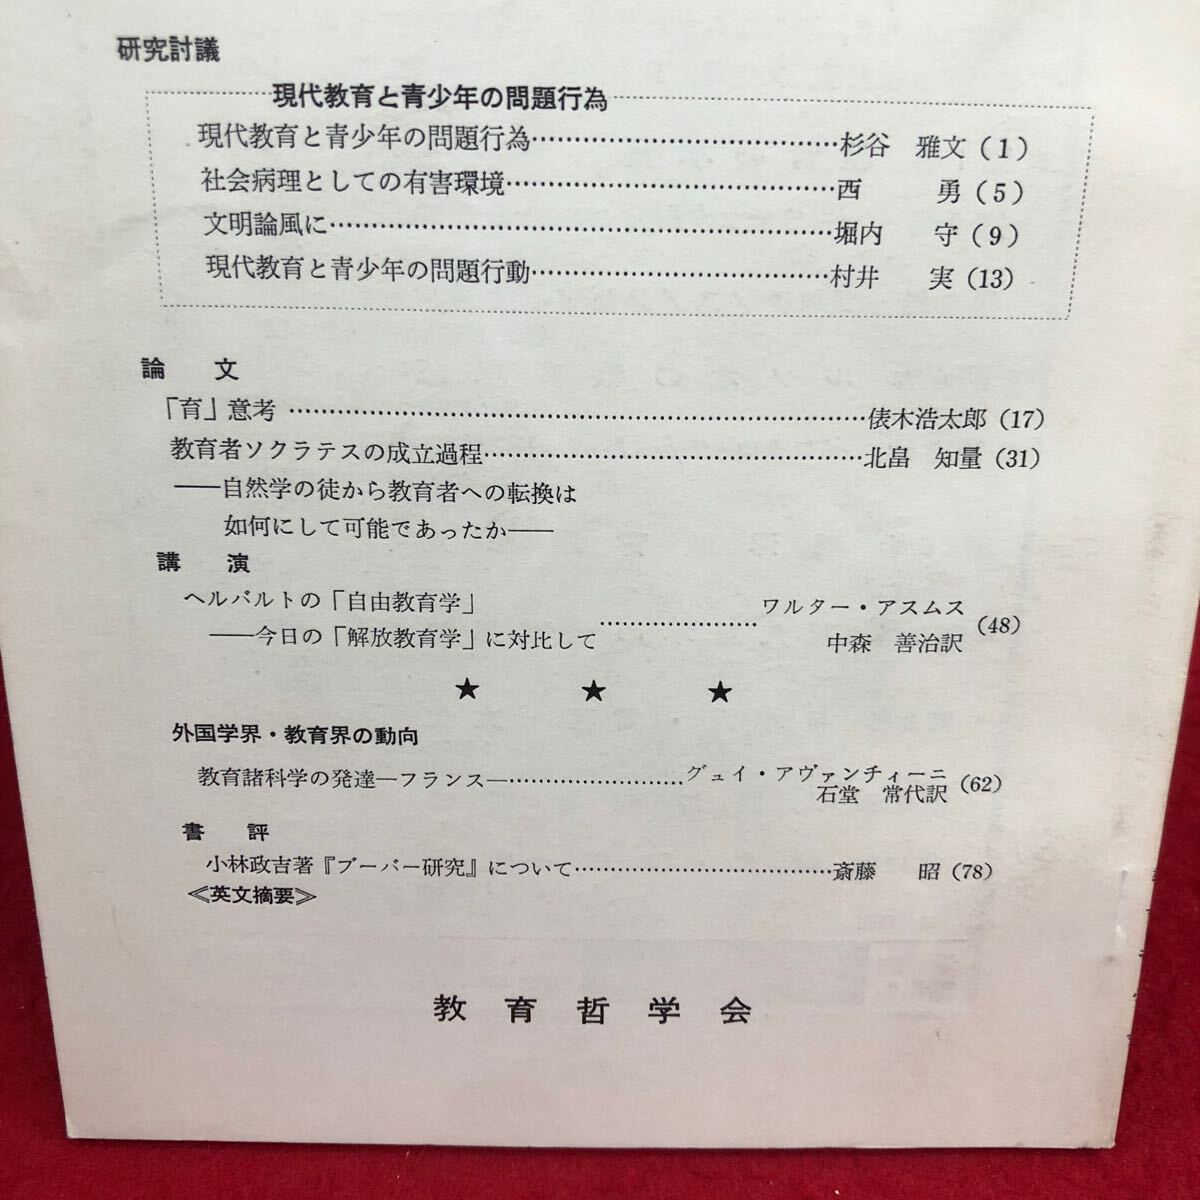 研究討議
現代教育と青少年の問題行為
現代教育と青少年の問題行為……………………………杉谷 雅文(1)
社会病理としての有害環境……………………………西 勇(5)
文明論風に……………………………堀内 守(9)
現代教育と青少年の問題行動……………………………村井 実(13)
論 文
「育」意考……………………………俵木浩太郎(17)
教育者ソクラテスの成立過程……………………………北畠 知量(31)
――自然学の徒から教育者への転換は
如何にして可能であったか――
講 演
ヘルバルトの「自由教育学」
――今日の「解放教育学」に対比して
………………ワルター・アスムス
中森 善治訳
(48)
★ ★ ★
外国学界・教育界の動向
教育諸科学の発達―フランス―………………グュイ・アヴァンティーニ
石堂 常代訳
(62)
書 評
小林政吉著『ブーバー研究』について……………………………斎藤 昭(78)
≪英文摘要≫
教育哲学会